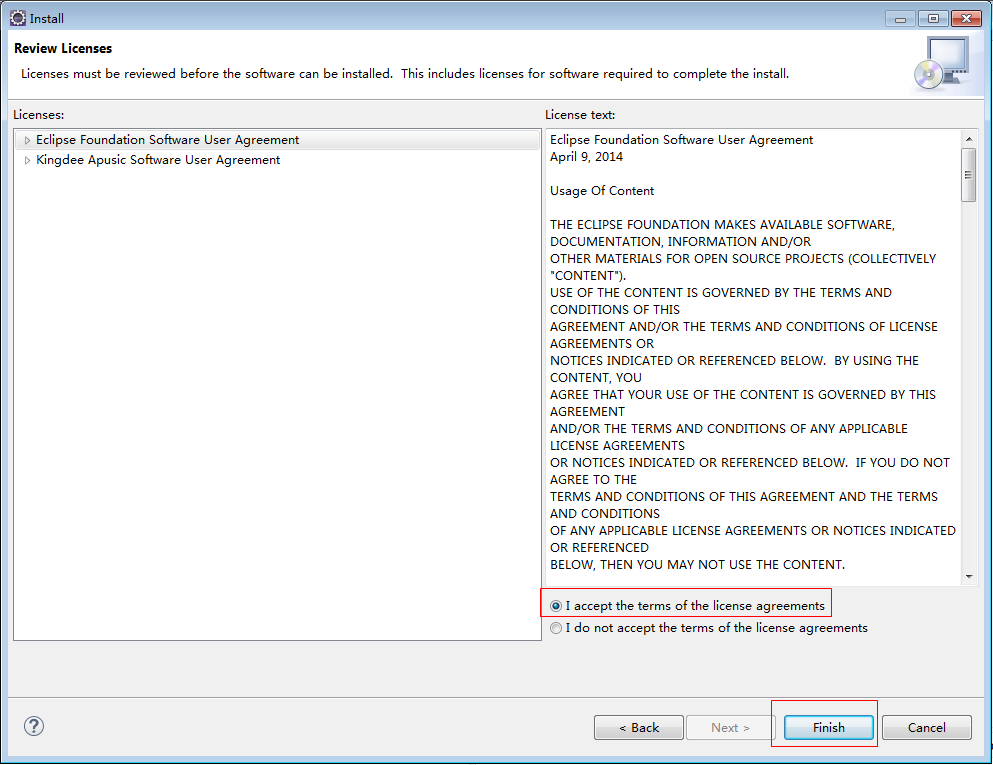 Install
Review Licenses
Licenses must be reviewed before the software can be installed.  This includes licenses for software required to complete the install.
Licenses:
Eclipse Foundation Software User Agreement
Kingdee Apusic Software User Agreement
License text:
Eclipse Foundation Software User Agreement
April 9, 2014
Usage Of Content
THE ECLIPSE FOUNDATION MAKES AVAILABLE SOFTWARE,
DOCUMENTATION, INFORMATION AND/OR
OTHER MATERIALS FOR OPEN SOURCE PROJECTS (COLLECTIVELY
"CONTENT").
USE OF THE CONTENT IS GOVERNED BY THE TERMS AND
CONDITIONS OF THIS
AGREEMENT AND/OR THE TERMS AND CONDITIONS OF LICENSE
AGREEMENTS OR
NOTICES INDICATED OR REFERENCED BELOW.  BY USING THE
CONTENT, YOU
AGREE THAT YOUR USE OF THE CONTENT IS GOVERNED BY THIS
AGREEMENT
AND/OR THE TERMS AND CONDITIONS OF ANY APPLICABLE
LICENSE AGREEMENTS
OR NOTICES INDICATED OR REFERENCED BELOW.  IF YOU DO NOT
AGREE TO THE
TERMS AND CONDITIONS OF THIS AGREEMENT AND THE TERMS
AND CONDITIONS
OF ANY APPLICABLE LICENSE AGREEMENTS OR NOTICES INDICATED
OR REFERENCED
BELOW, THEN YOU MAY NOT USE THE CONTENT.
I accept the terms of the license agreements
I do not accept the terms of the license agreements
?
< Back
Next >
Finish
Cancel